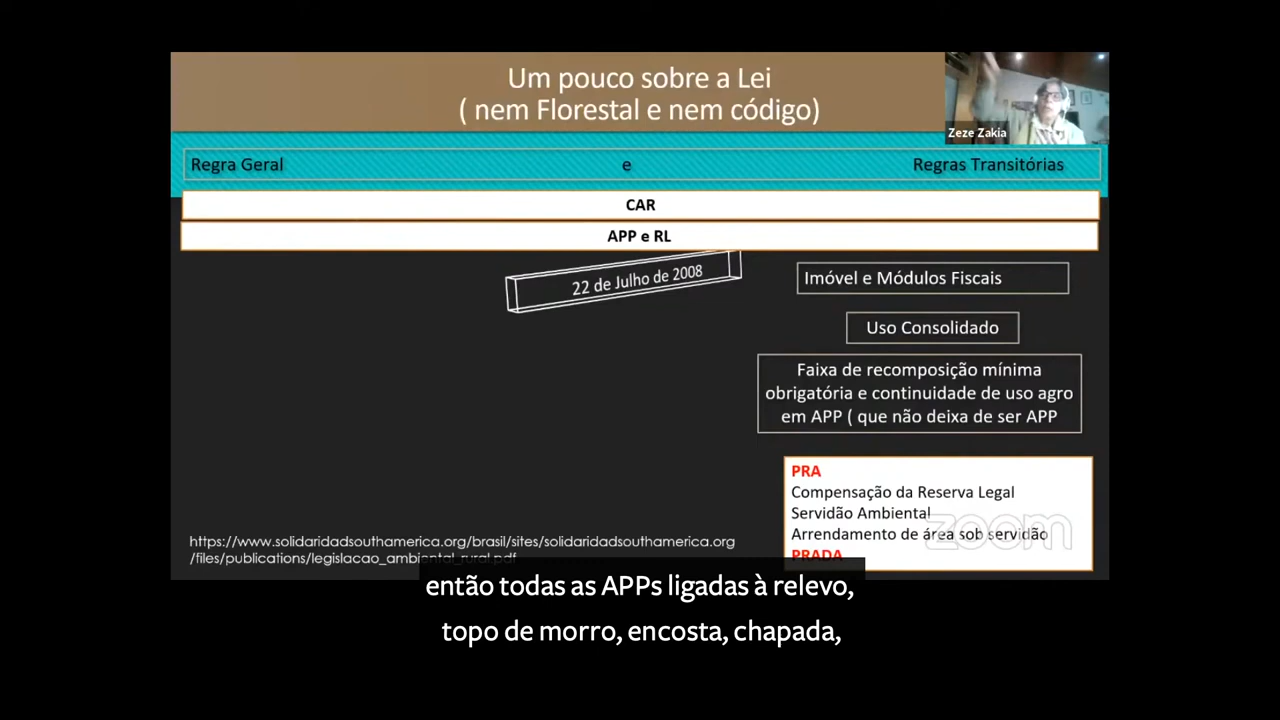 Um pouco sobre a Lei
( nem Florestal e nem código)
Zeze Zakia
Regra Geral e Regras Transitórias
CAR
APP e RL
22 de Julho de 2008
Imóvel e Módulos Fiscais
Uso Consolidado
Faixa de recomposição mínima
obrigatória e continuidade de uso agro
em APP ( que não deixa de ser APP
PRA
Compensação da Reserva Legal
Servidão Ambiental
Arrendamento de área sob servidão
PRADA
zoom
https://www.solidaridadsouthamerica.org/brasil/sites/solidaridadsouthamerica.org
/files/publications/legislacao_ambiental_rural.pdf
então todas as APPs ligadas à relevo,
topo de morro, encosta, chapada,